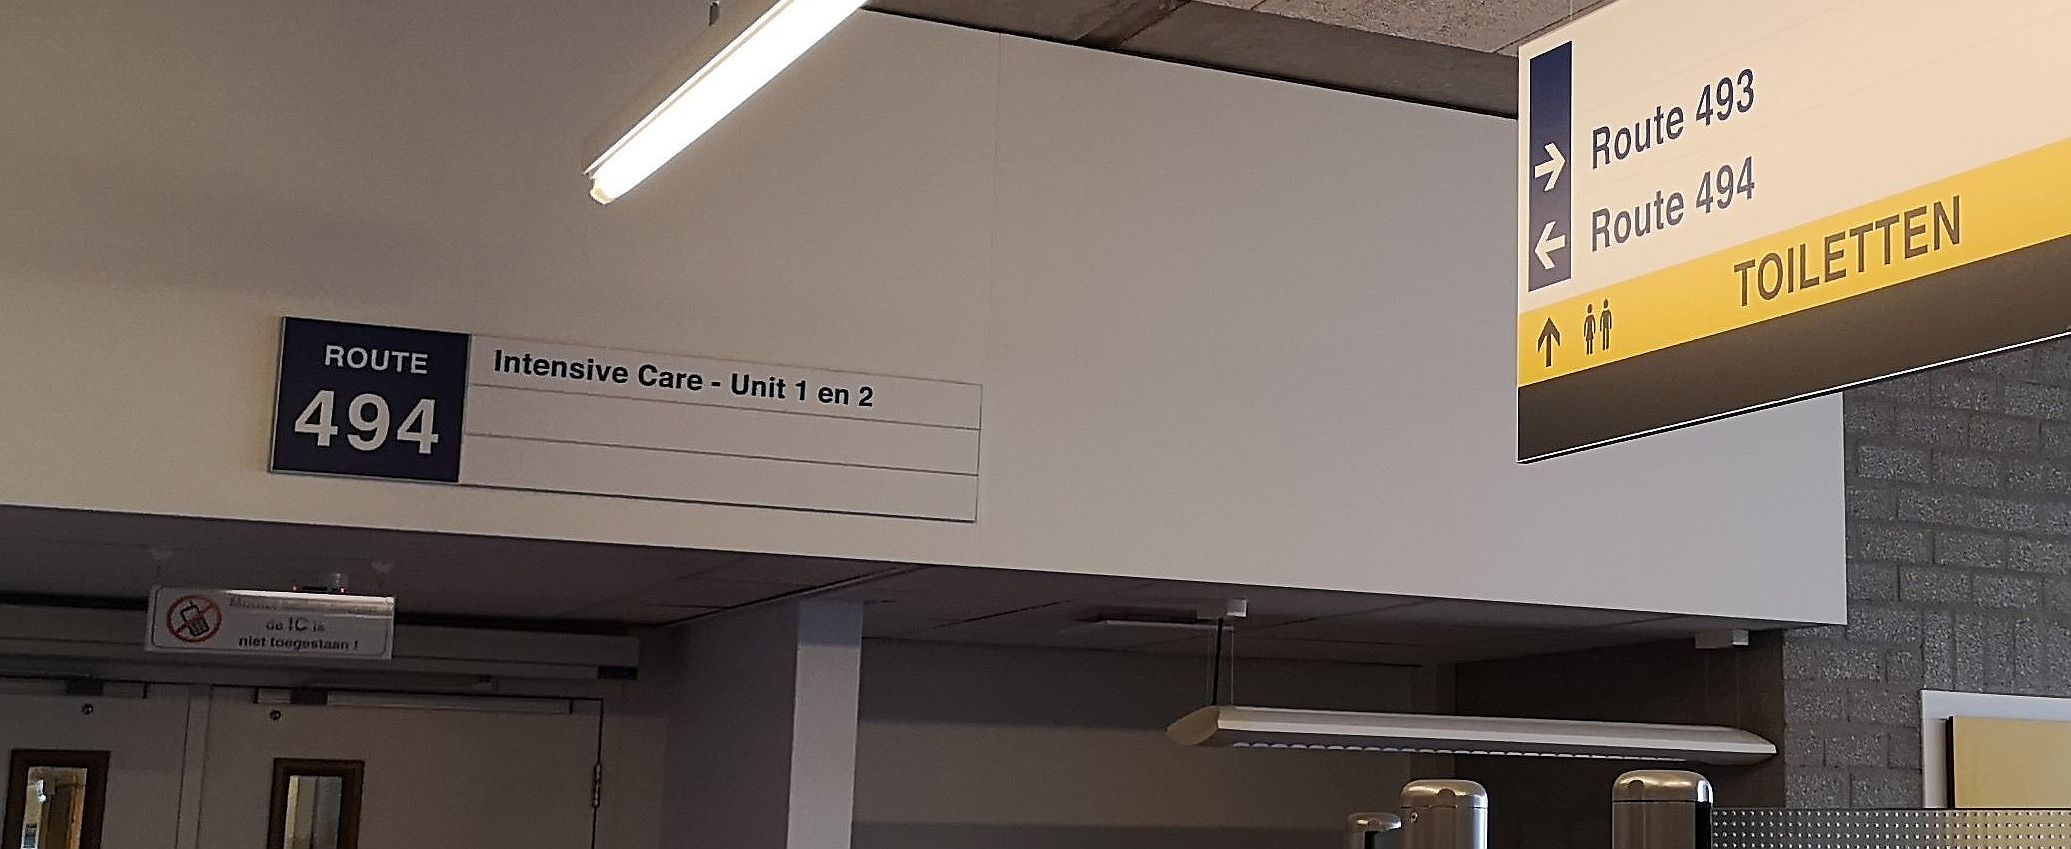 Route 493
Route 494
TOILETTEN
ROUTE
494
Intensive Care - Unit 1 en 2
de IC is
niet toegestaan !